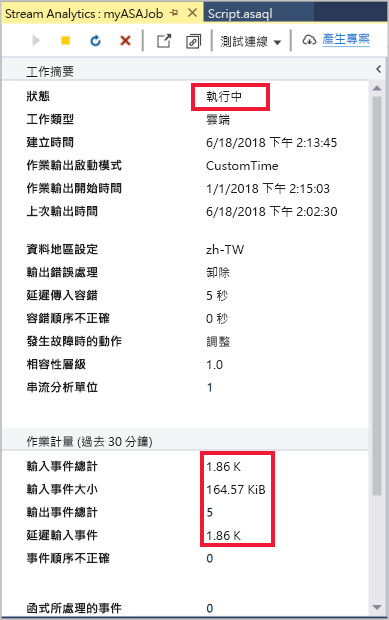 Stream Analytics : myASAJob Script.asaql
測試連線 產生專案
工作摘要
狀態 執行中
工作類型 雲端
建立時間 6/18/2018 下午 2:13:45
作業輸出啟動模式 CustomTime
作業輸出開始時間 1/1/2018 下午 2:15:03
上次輸出時間 6/18/2018 下午 2:02:30
資料地區設定 zh-TW
輸出錯誤處理 卸除
延遲傳入容錯 5 秒
容錯順序不正確 0 秒
發生故障時的動作 調整
相容性層級 1.0
串流分析單位 1
作業計量 (過去 30 分鐘)
輸入事件總計 1.86 K
輸入事件大小 164.57 KiB
輸出事件總計 5
延遲輸入事件 1.86 K
事件順序不正確 0
函式所處理的事件 0